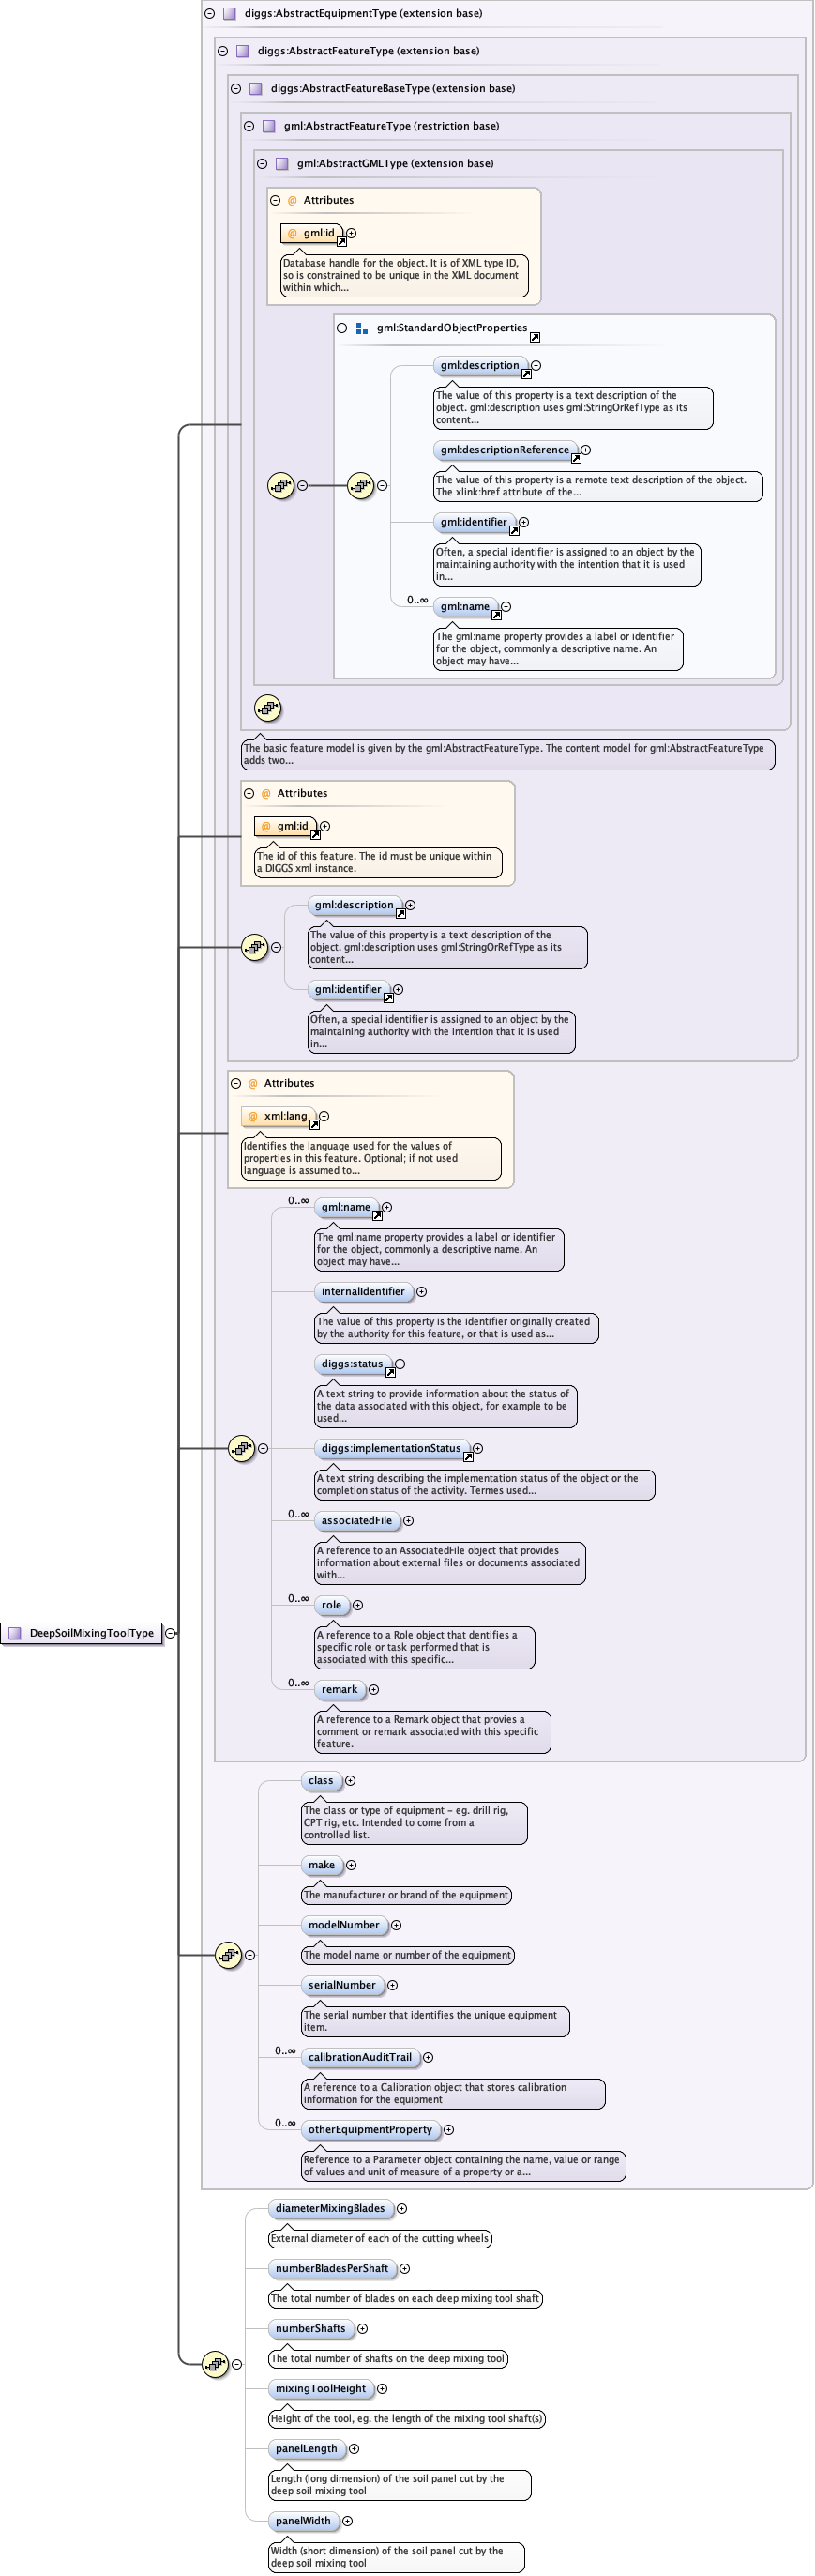 diggs:AbstractEquipmentType (extension base)
diggs:AbstractFeatureType (extension base)
diggs:AbstractFeatureBaseType (extension base)
gml:AbstractFeatureType (restriction base)
gml:AbstractGMLType (extension base)
@ Attributes
@ gml:id
Database handle for the object. It is of XML type ID,
so is constrained to be unique in the XML document
within which...
gml:StandardObjectProperties
gml:description
The value of this property is a text description of the
object. gml:description uses gml:StringOrRefType as its
content...
gml:descriptionReference
The value of this property is a remote text description of the object.
The xlink:href attribute of the...
gml:identifier
Often, a special identifier is assigned to an object by the
maintaining authority with the intention that it is used
in...
0..∞
gml:name
The gml:name property provides a label or identifier
for the object, commonly a descriptive name. An
object may have...
The basic feature model is given by the gml:AbstractFeatureType. The content model for gml:AbstractFeatureType
adds two...
@ Attributes
@ gml:id
The id of this feature. The id must be unique within
a DIGGS xml instance.
gml:description
The value of this property is a text description of the
object. gml:description uses gml:StringOrRefType as its
content...
gml:identifier
Often, a special identifier is assigned to an object by the
maintaining authority with the intention that it is used
in...
@ Attributes
@ xml:lang
Identifies the language used for the values of
properties in this feature. Optional; if not used
language is assumed to...
0..∞
gml:name
The gml:name property provides a label or identifier
for the object, commonly a descriptive name. An
object may have...
internalIdentifier
The value of this property is the identifier originally created
by the authority for this feature, or that is used as...
diggs:status
A text string to provide information about the status of
the data associated with this object, for example to be
used...
diggs:implementationStatus
A text string describing the implementation status of the object or the
completion status of the activity. Termes used...
0..∞
associatedFile
A reference to an AssociatedFile object that provides
information about external files or documents associated
with...
0..∞
role
A reference to a Role object that dentifies a
specific role or task performed that is
associated with this specific...
DeepSoilMixingToolType
0..∞
remark
A reference to a Remark object that provies a
comment or remark associated with this specific
feature.
class
The class or type of equipment - eg. drill rig,
CPT rig, etc. Intended to come from a
controlled list.
make
The manufacturer or brand of the equipment
modelNumber
The model name or number of the equipment
serialNumber
The serial number that identifies the unique equipment
item.
0..∞
calibrationAuditTrail
A reference to a Calibration object that stores calibration
information for the equipment
0..∞
otherEquipmentProperty
Reference to a Parameter object containing the name, value or range
of values and unit of measure of a property or a...
diameterMixingBlades
External diameter of each of the cutting wheels
numberBladesPerShaft
The total number of blades on each deep mixing tool shaft
numberShafts
The total number of shafts on the deep mixing tool
mixingToolHeight
Height of the tool, eg. the length of the mixing tool shaft(s)
panelLength
Length (long dimension) of the soil panel cut by the
deep soil mixing tool
panelWidth
Width (short dimension) of the soil panel cut by the
deep soil mixing tool